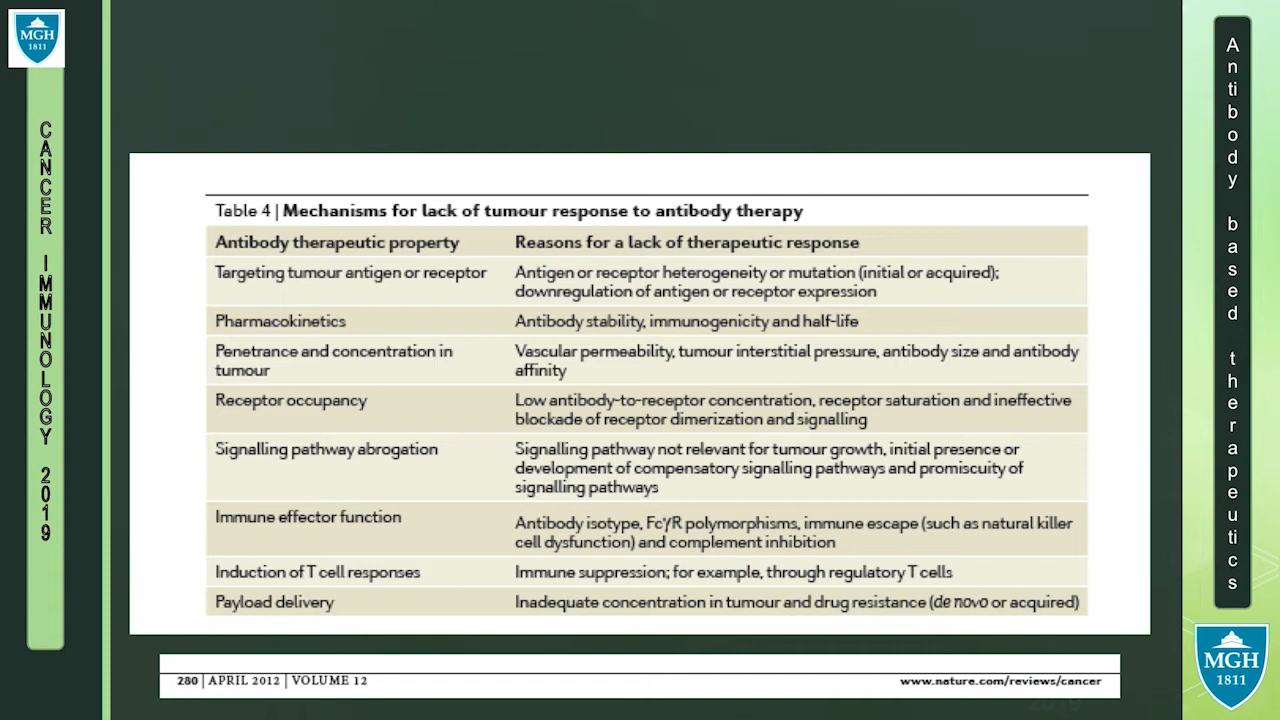 MGH
1811
CANCER IMMUNOLOGY 2019
Table 4 | Mechanisms for lack of tumour response to antibody therapy
Antibody therapeutic property Reasons for a lack of therapeutic response
Targeting tumour antigen or receptor Antigen or receptor heterogeneity or mutation (initial or acquired);
downregulation of antigen or receptor expression
Pharmacokinetics Antibody stability, immunogenicity and half-life
Penetrance and concentration in Vascular permeability, tumour interstitial pressure, antibody size and antibody
tumour affinity
Receptor occupancy Low antibody-to-receptor concentration, receptor saturation and ineffective
blockade of receptor dimerization and signalling
Signalling pathway abrogation Signalling pathway not relevant for tumour growth, initial presence or
development of compensatory signalling pathways and promiscuity of
signalling pathways
Immune effector function Antibody isotype, FcγR polymorphisms, immune escape (such as natural killer
cell dysfunction) and complement inhibition
Induction of T cell responses Immune suppression; for example, through regulatory T cells
Payload delivery Inadequate concentration in tumour and drug resistance (de novo or acquired)
280 | APRIL 2012 | VOLUME 12 www.nature.com/reviews/cancer
2019
Antibody based therapeutics
MGH
1811